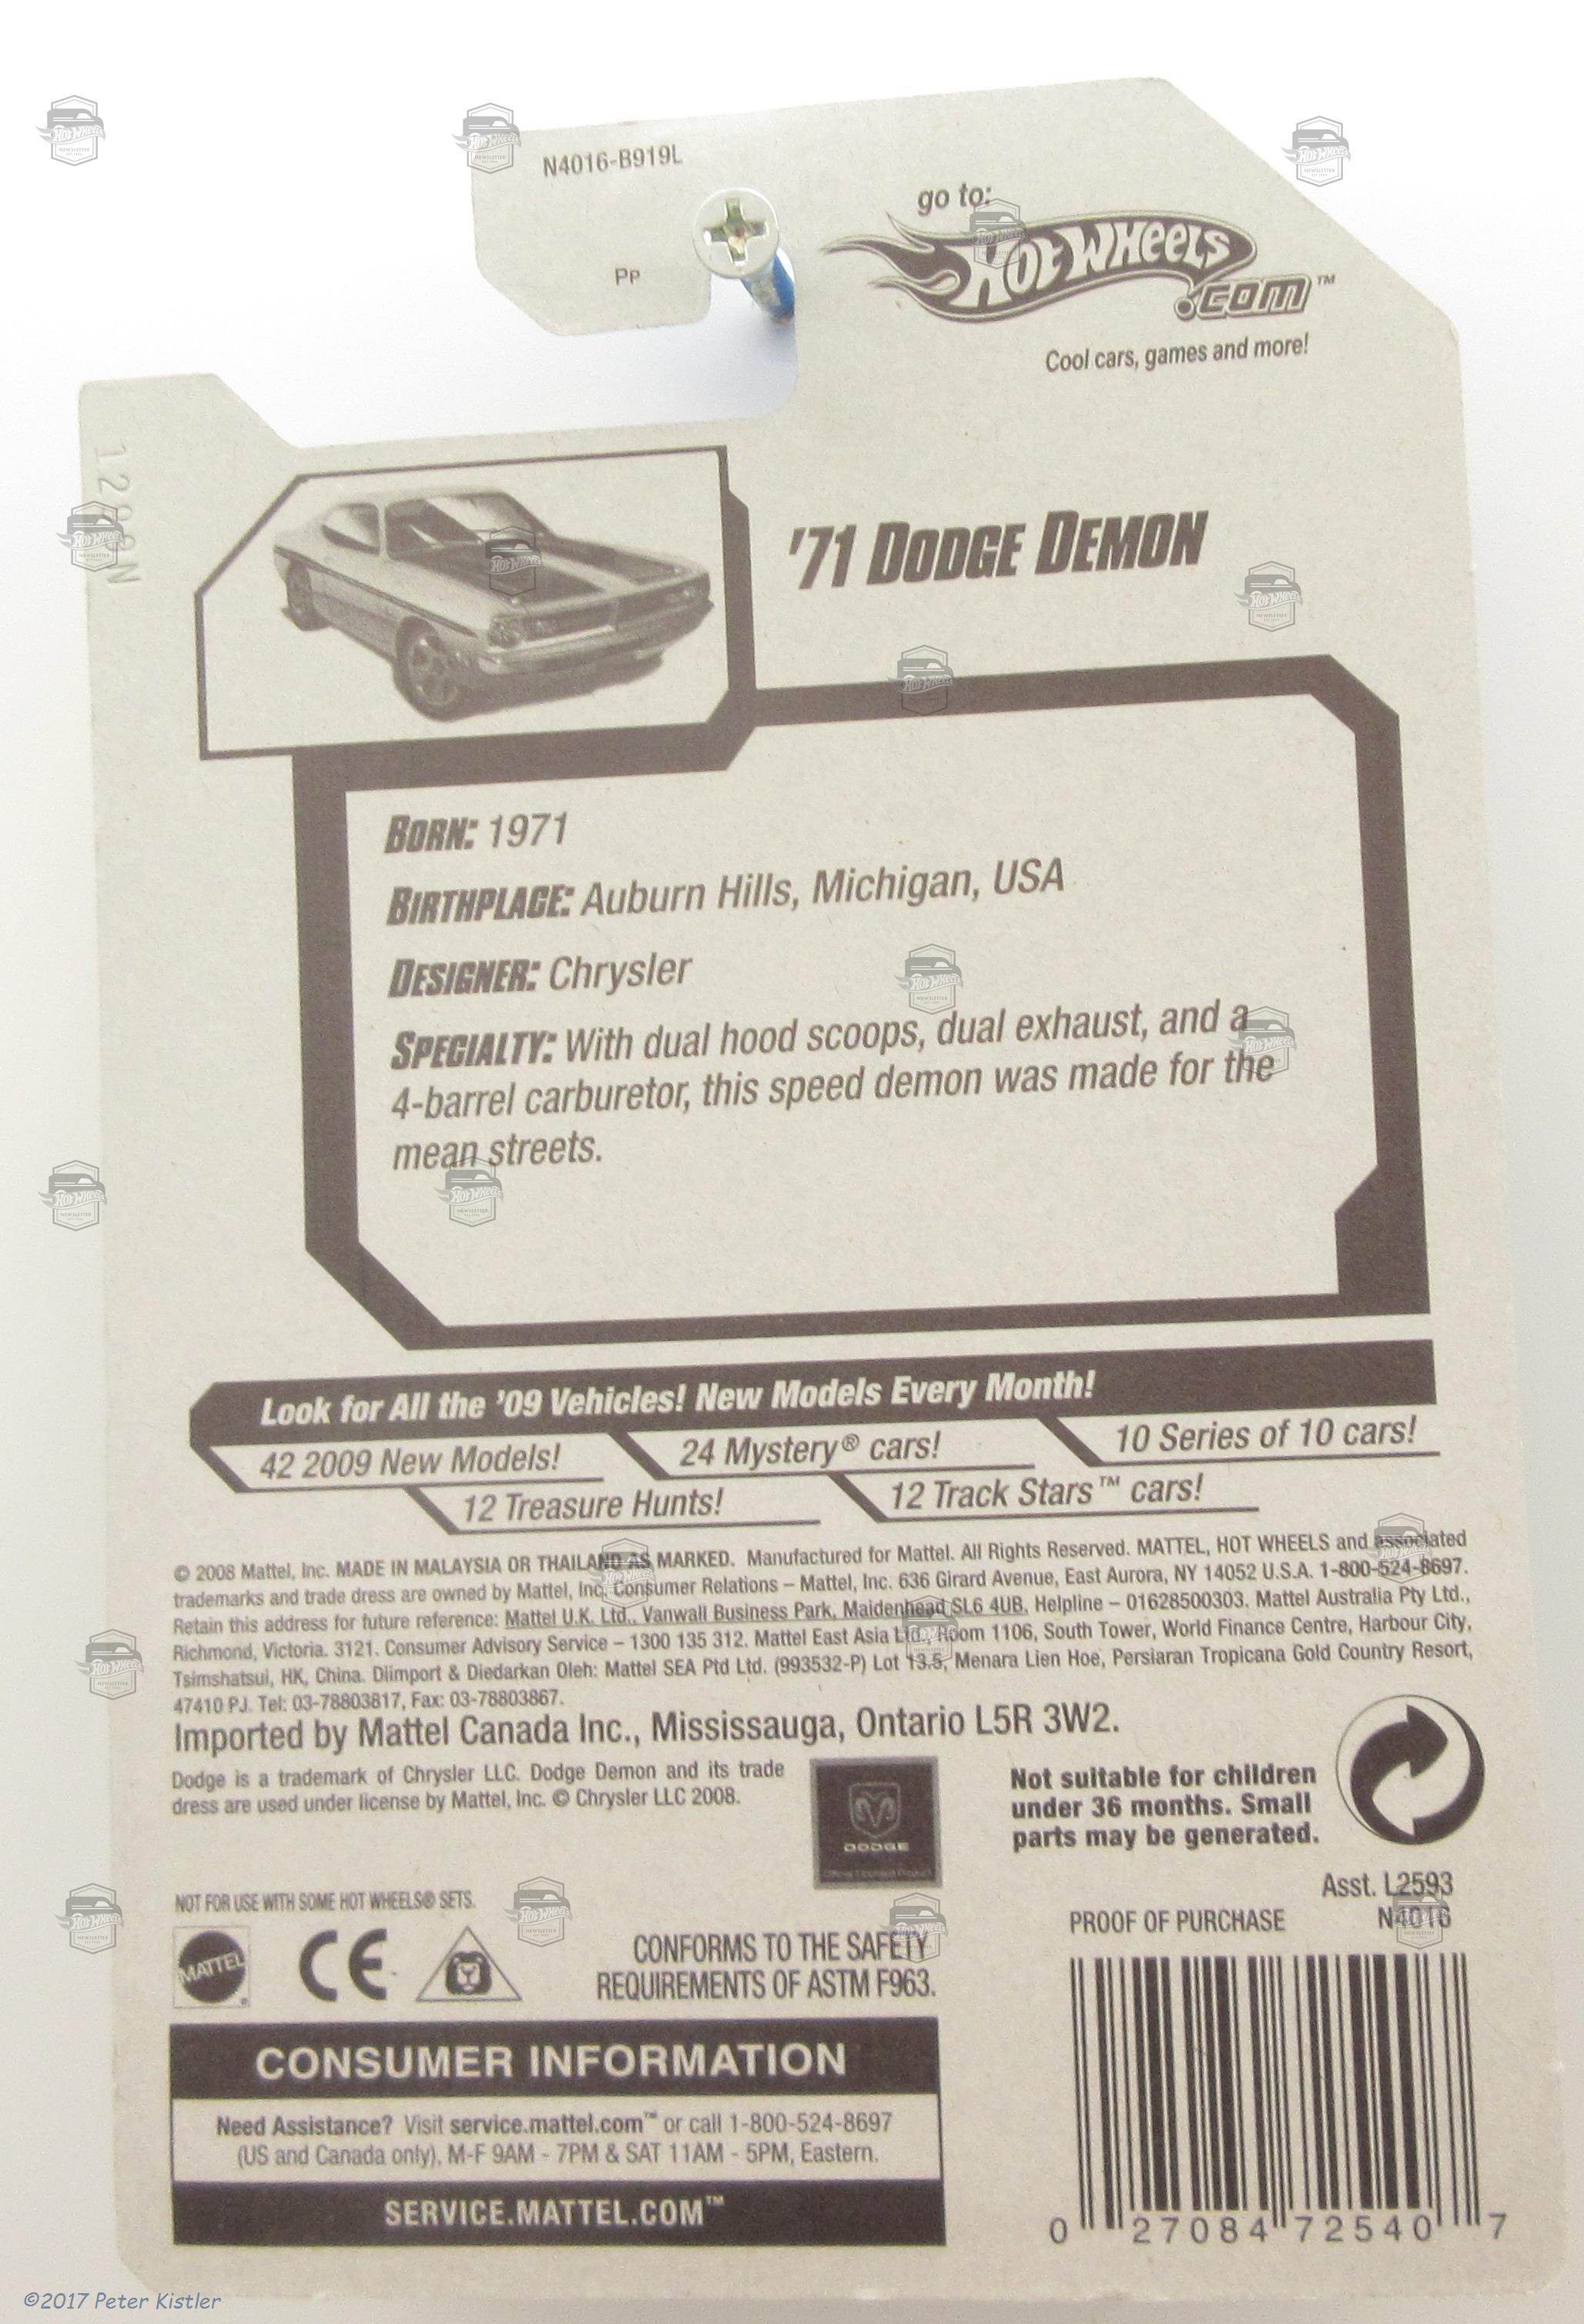 N4016-B919L
Pp
go to:
Hot Wheels
.com™
Cool cars, games and more!
'71 DODGE DEMON
BORN: 1971
BIRTHPLACE: Auburn Hills, Michigan, USA
DESIGNER: Chrysler
SPECIALTY: With dual hood scoops, dual exhaust, and a
4-barrel carburetor, this speed demon was made for the
mean streets.
Look for All the '09 Vehicles! New Models Every Month!
42 2009 New Models!
24 Mystery® cars!
10 Series of 10 cars!
12 Treasure Hunts!
12 Track Stars™ cars!
© 2008 Mattel, Inc. MADE IN MALAYSIA OR THAILAND AS MARKED. Manufactured for Mattel. All Rights Reserved. MATTEL, HOT WHEELS and associated
trademarks and trade dress are owned by Mattel, Inc. Consumer Relations – Mattel, Inc. 636 Girard Avenue, East Aurora, NY 14052 U.S.A. 1-800-524-8697.
Retain this address for future reference: Mattel U.K. Ltd., Vanwall Business Park, Maidenhead SL6 4UB. Helpline – 01628500303. Mattel Australia Pty Ltd.,
Richmond, Victoria. 3121. Consumer Advisory Service – 1300 135 312. Mattel East Asia Ltd., Room 1106, South Tower, World Finance Centre, Harbour City,
Tsimshatsui, HK, China. Diimport & Diedarkan Oleh: Mattel SEA Ptd Ltd. (993532-P) Lot 13.5, Menara Lien Hoe, Persiaran Tropicana Gold Country Resort,
47410 PJ. Tel: 03-78803817, Fax: 03-78803867.
Imported by Mattel Canada Inc., Mississauga, Ontario L5R 3W2.
Dodge is a trademark of Chrysler LLC. Dodge Demon and its trade
dress are used under license by Mattel, Inc. © Chrysler LLC 2008.
DODGE
Not suitable for children
under 36 months. Small
parts may be generated.
Asst. L2593
PROOF OF PURCHASE N4016
NOT FOR USE WITH SOME HOT WHEELS® SETS.
MATTEL
CE
CONFORMS TO THE SAFETY
REQUIREMENTS OF ASTM F963.
CONSUMER INFORMATION
Need Assistance? Visit service.mattel.com™ or call 1-800-524-8697
(US and Canada only), M-F 9AM - 7PM & SAT 11AM - 5PM, Eastern.
SERVICE.MATTEL.COM™
0 27084 72540 7
©2017 Peter Kistler